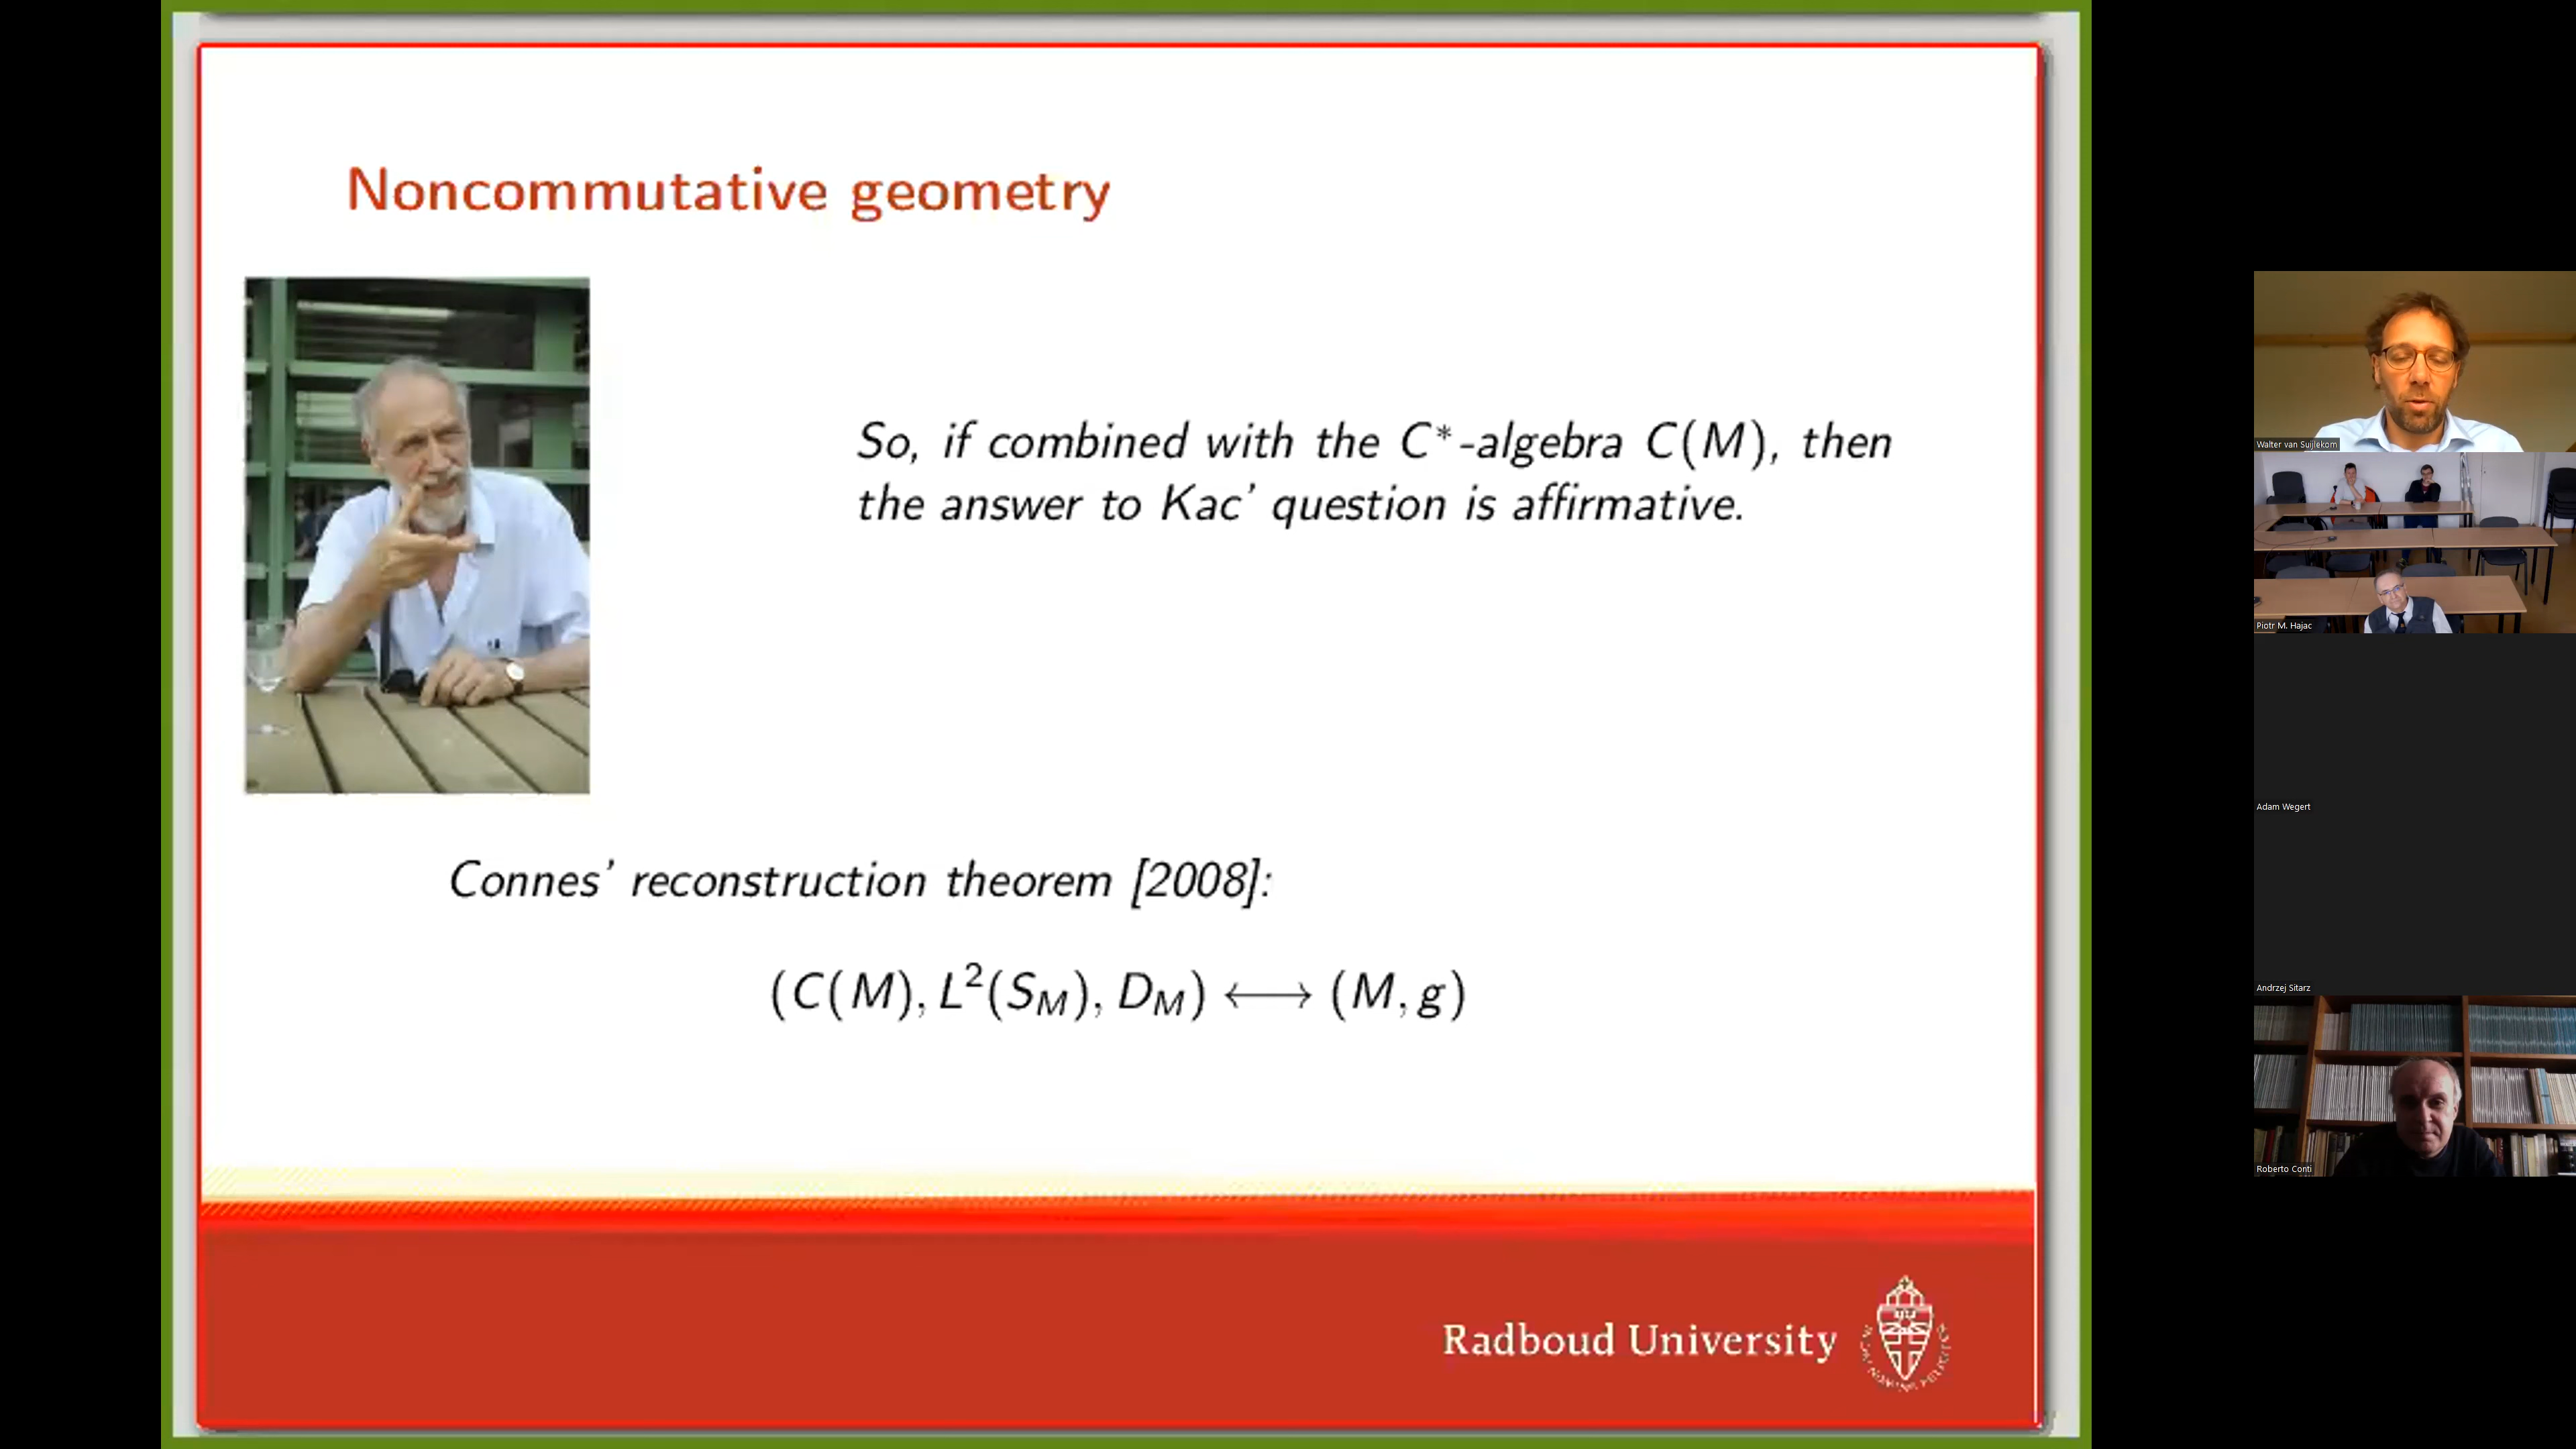 Noncommutative geometry
So, if combined with the C*-algebra C(M), then
the answer to Kac' question is affirmative.
Connes' reconstruction theorem [2008]:
(C(M), L²(S_M), D_M) ⟷ (M, g)
Radboud University
Walter van Suijlekom
Piotr M. Hajac
Adam Wegert
Andrzej Sitarz
Roberto Conti